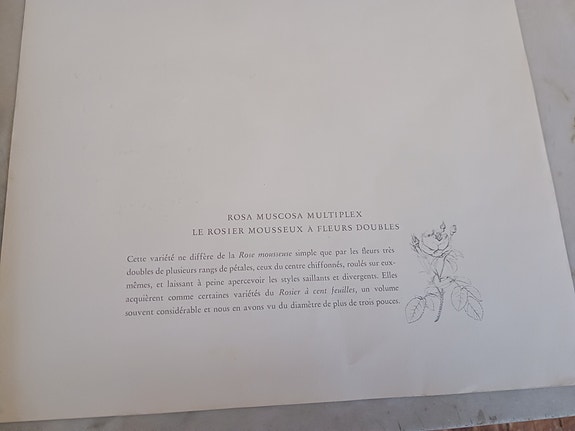 ROSA MUSCOSA MULTIPLEX
LE ROSIER MOUSSEUX A FLEURS DOUBLES
Cette variété ne diffère de la Rose mousseuse simple que par les fleurs très
doubles de plusieurs rangs de pétales, ceux du centre chiffonnés, roulés sur eux-
mêmes, et laissant à peine apercevoir les styles saillants et divergents. Elles
acquièrent comme certaines variétés du Rosier à cent feuilles, un volume
souvent considérable et nous en avons vu du diamètre de plus de trois pouces.